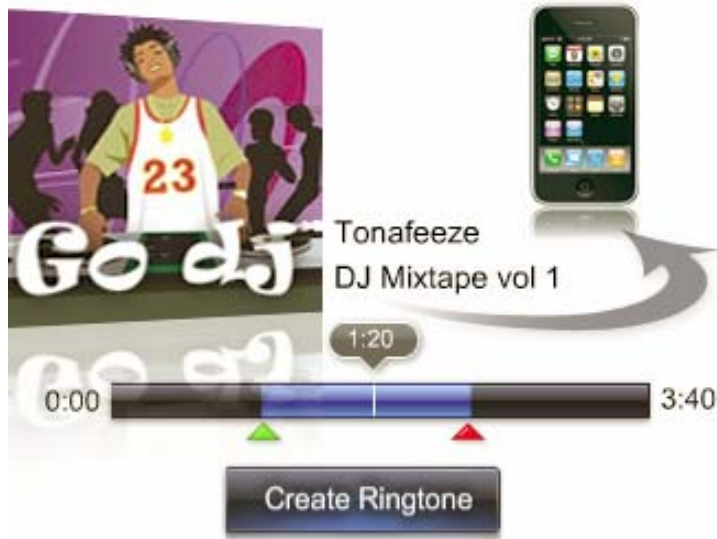 23
Go dj
Tonafeeze
DJ Mixtape vol 1
1:20
0:00
3:40
Create Ringtone